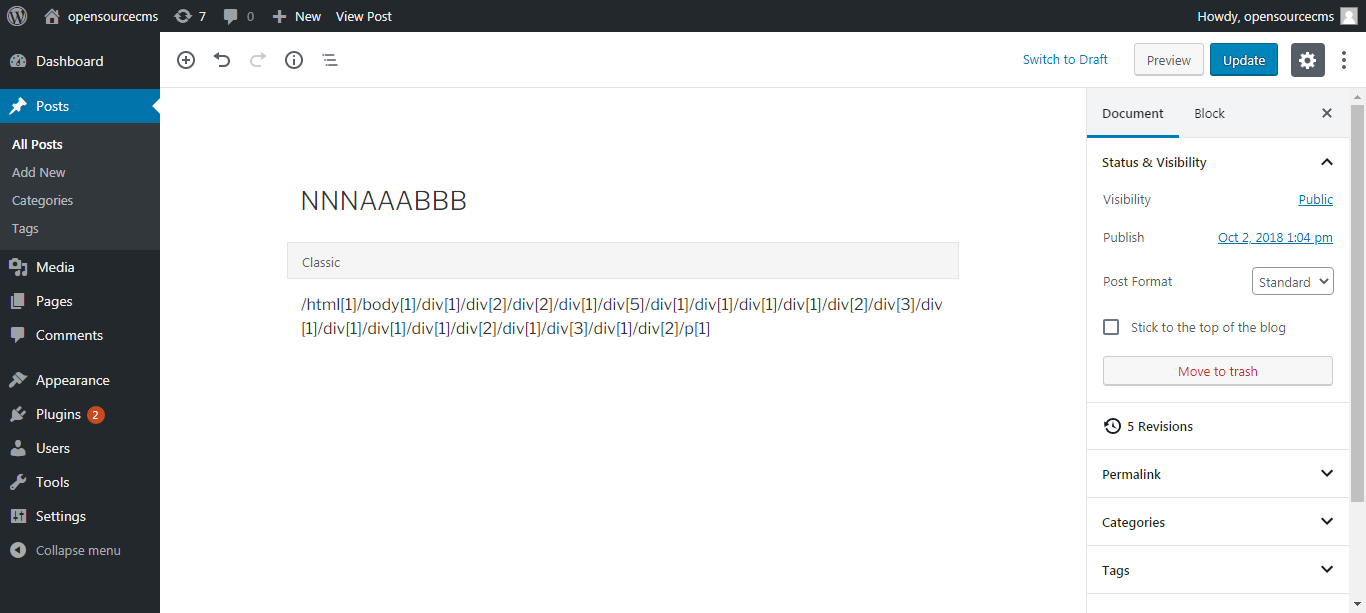 opensourcecms 7 0 New View Post Howdy, opensourcecms
Dashboard
Posts
All Posts
Add New
Categories
Tags
Media
Pages
Comments
Appearance
Plugins 2
Users
Tools
Settings
Collapse menu
Switch to Draft Preview Update
NNNAAABBB
Classic
/html[1]/body[1]/div[1]/div[2]/div[2]/div[1]/div[5]/div[1]/div[1]/div[1]/div[1]/div[2]/div[3]/div
[1]/div[1]/div[1]/div[1]/div[2]/div[1]/div[3]/div[1]/div[2]/p[1]
Document Block
Status & Visibility
Visibility Public
Publish Oct 2, 2018 1:04 pm
Post Format Standard
Stick to the top of the blog
Move to trash
5 Revisions
Permalink
Categories
Tags